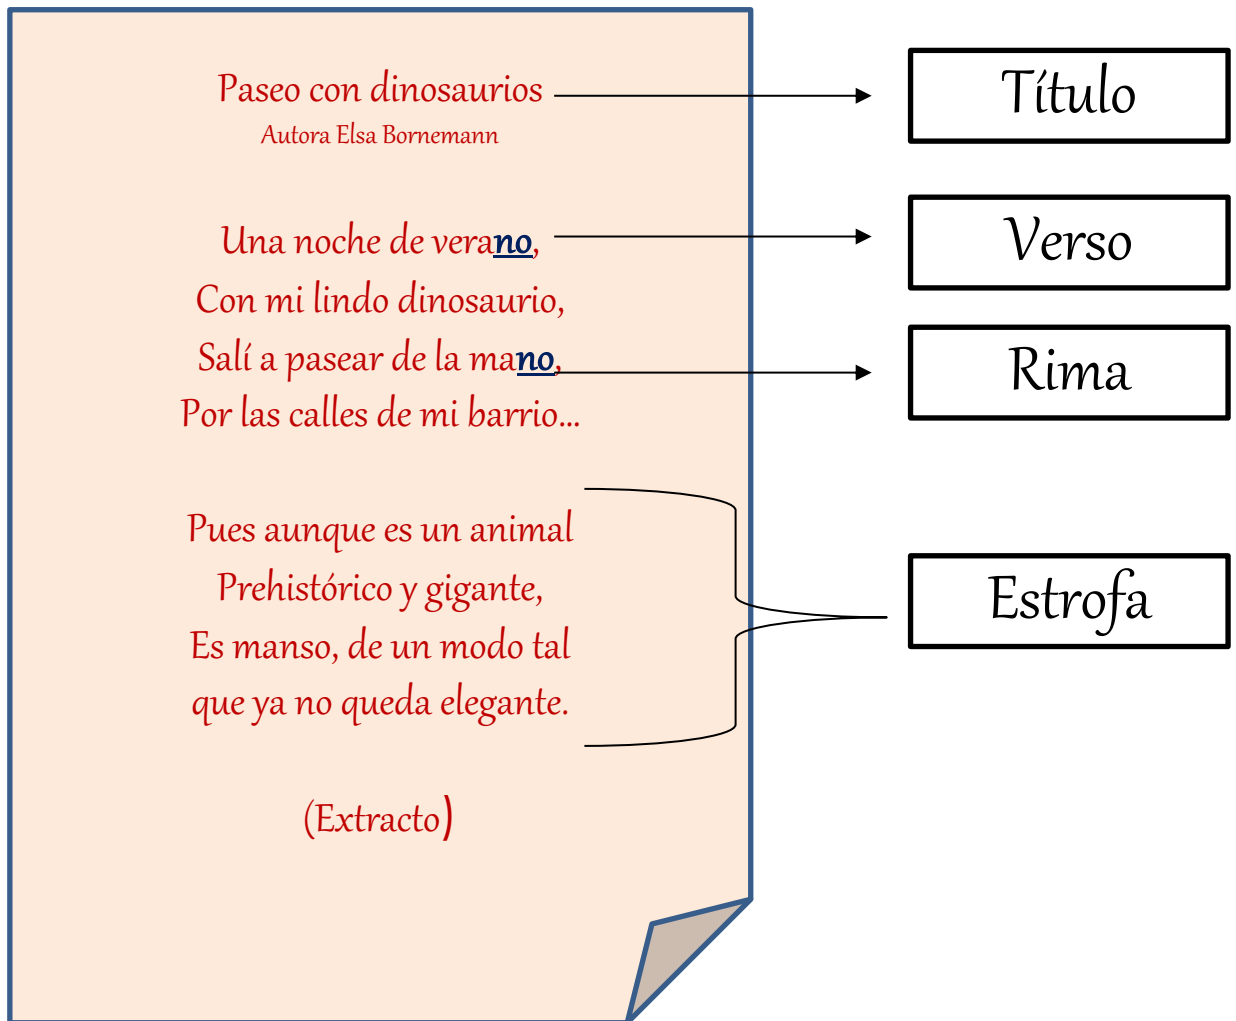 Paseo con dinosaurios
Autora Elsa Bornemann
Una noche de verano,
Con mi lindo dinosaurio,
Salí a pasear de la mano,
Por las calles de mi barrio...
Pues aunque es un animal
Prehistórico y gigante,
Es manso, de un modo tal
que ya no queda elegante.
(Extracto)
Título
Verso
Rima
Estrofa